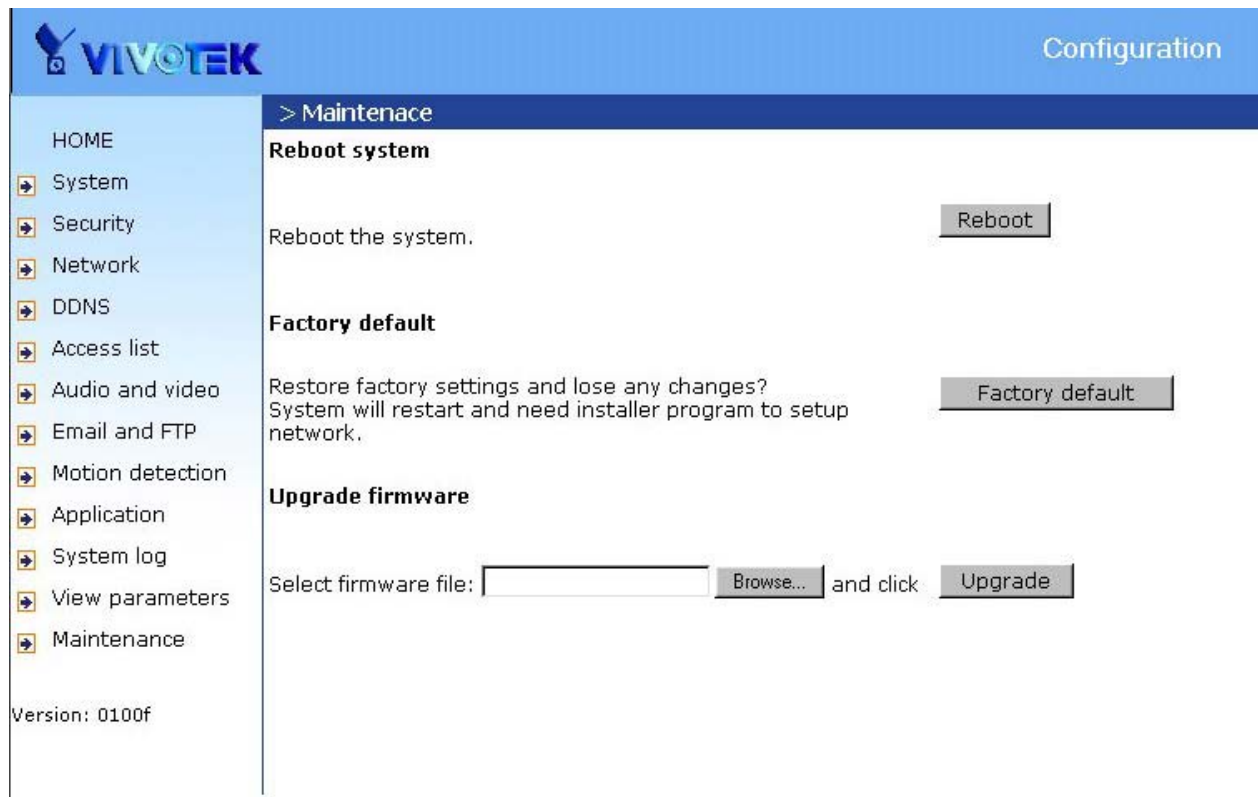 VIVOTEK
Configuration
> Maintenace
HOME
System
Security
Network
DDNS
Access list
Audio and video
Email and FTP
Motion detection
Application
System log
View parameters
Maintenance
Version: 0100f
Reboot system
Reboot the system.
Reboot
Factory default
Restore factory settings and lose any changes?
System will restart and need installer program to setup
network.
Factory default
Upgrade firmware
Select firmware file: Browse... and click Upgrade